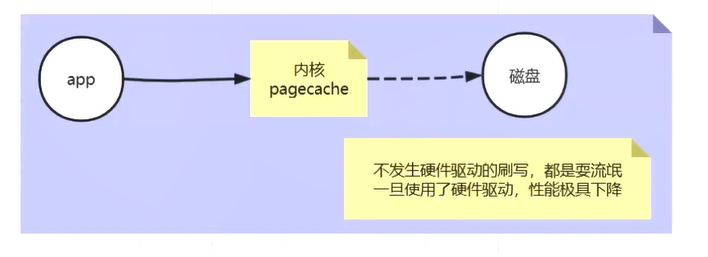 app
内核
pagecache
磁盘
不发生硬件驱动的刷写，都是耍流氓
一旦使用了硬件驱动，性能极具下降